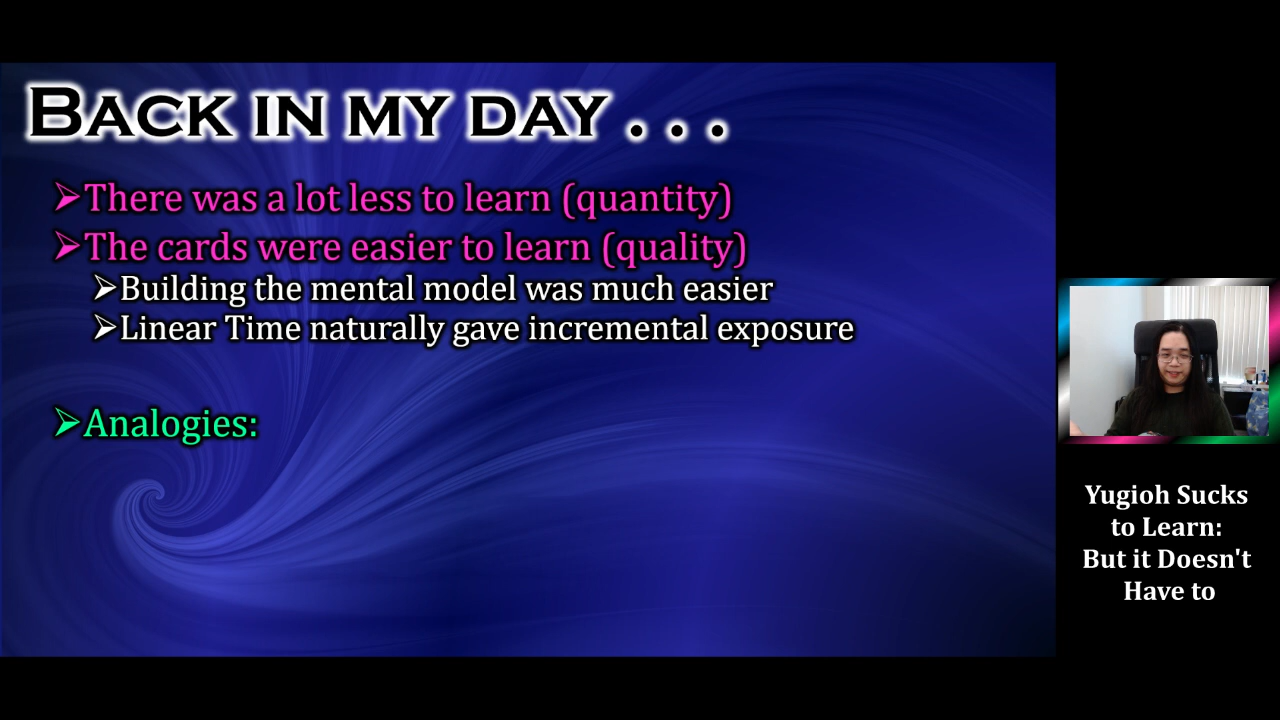 Back in my day . . .
There was a lot less to learn (quantity)
The cards were easier to learn (quality)
Building the mental model was much easier
Linear Time naturally gave incremental exposure
Analogies:
Yugioh Sucks
to Learn:
But it Doesn't
Have to